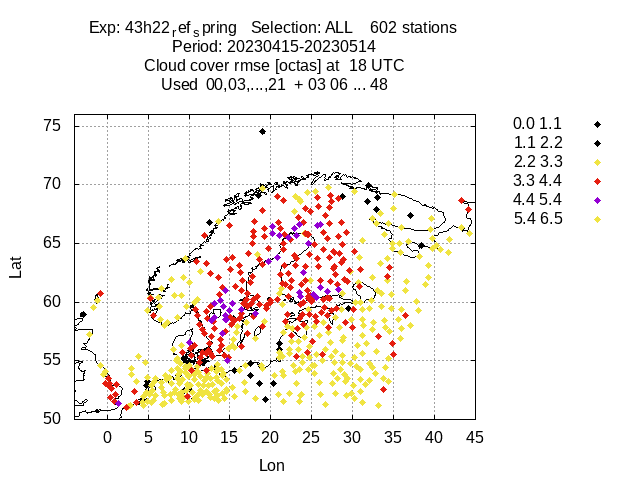 Exp: 43h22refspring Selection: ALL 602 stations
Period: 20230415-20230514
Cloud cover rmse [octas] at 18 UTC
Used 00,03,...,21 + 03 06 ... 48
75
70
65
60
55
50
Lat
0 5 10 15 20 25 30 35 40 45
Lon
0.0 1.1
1.1 2.2
2.2 3.3
3.3 4.4
4.4 5.4
5.4 6.5